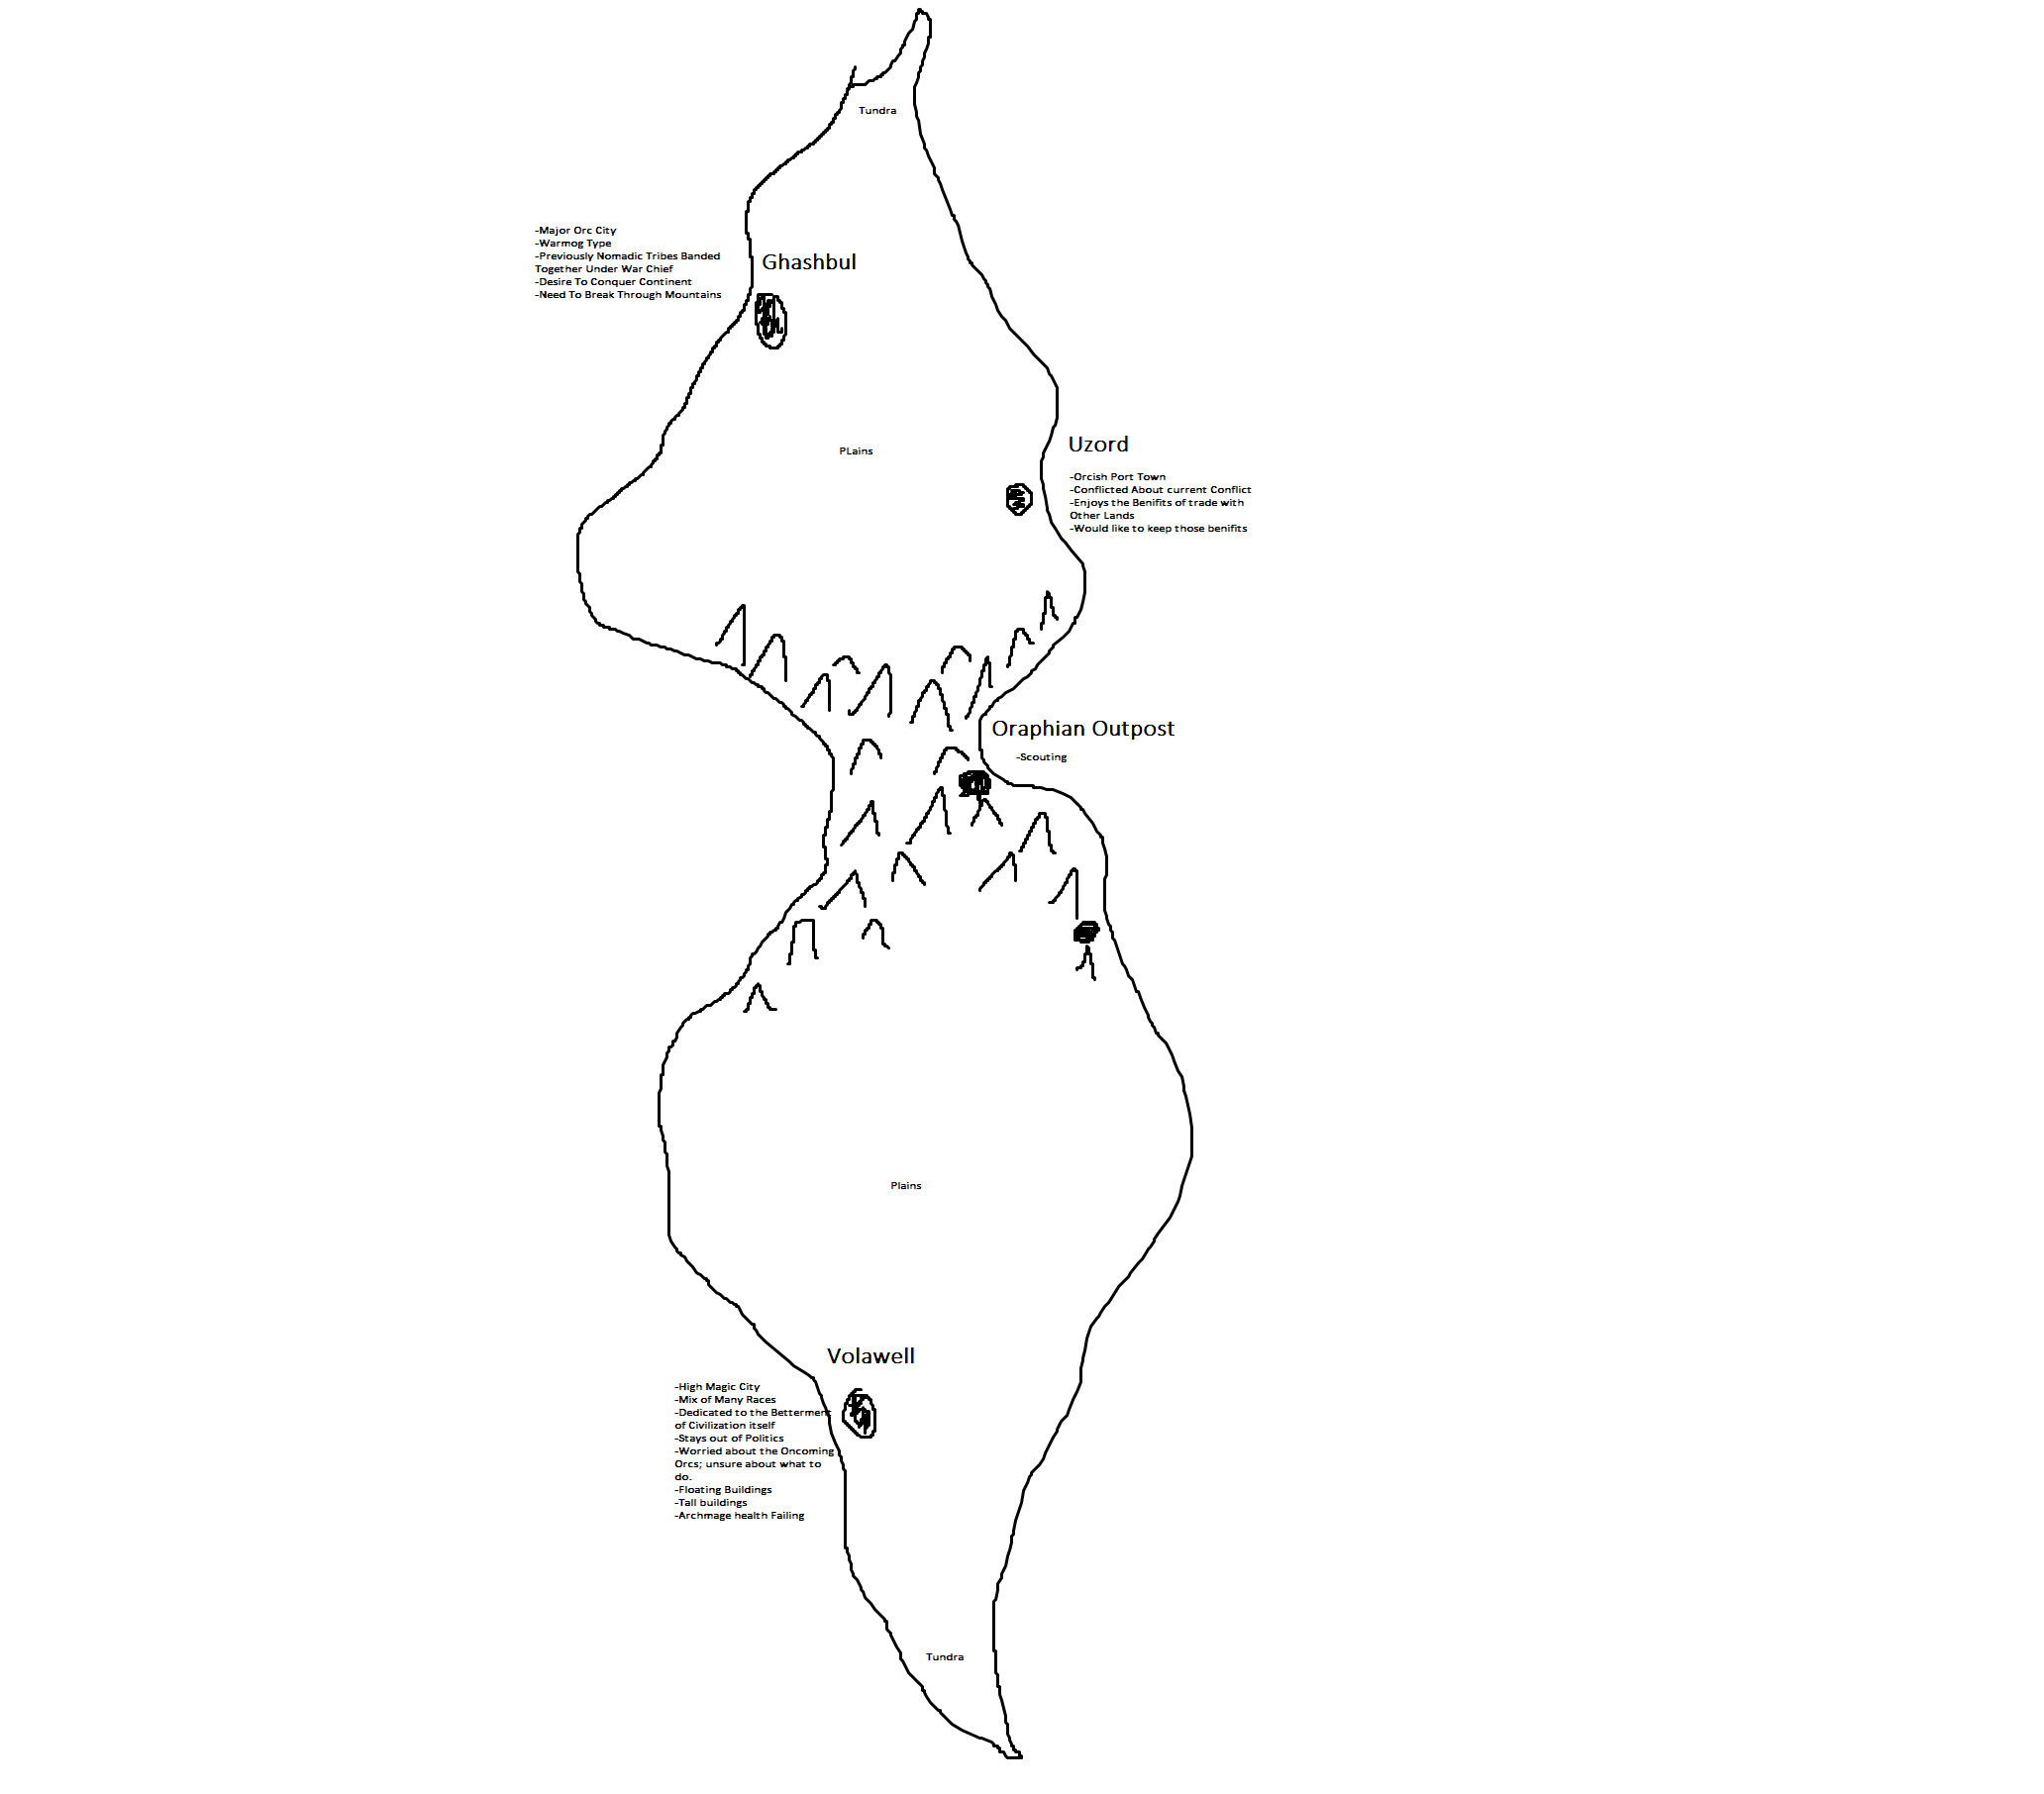 Tundra
-Major Orc City
-Warmog Type
-Previously Nomadic Tribes Banded
Together Under War Chief
-Desire To Conquer Continent
-Need To Break Through Mountains
Ghashbul
PLains
Uzord
-Orcish Port Town
-Conflicted About current Conflict
-Enjoys the Benifits of trade with
Other Lands
-Would like to keep those benifits
Oraphian Outpost
-Scouting
Plains
Volawell
-High Magic City
-Mix of Many Races
-Dedicated to the Betterment
of Civilization itself
-Stays out of Politics
-Worried about the Oncoming
Orcs; unsure about what to
do.
-Floating Buildings
-Tall buildings
-Archmage health Failing
Tundra